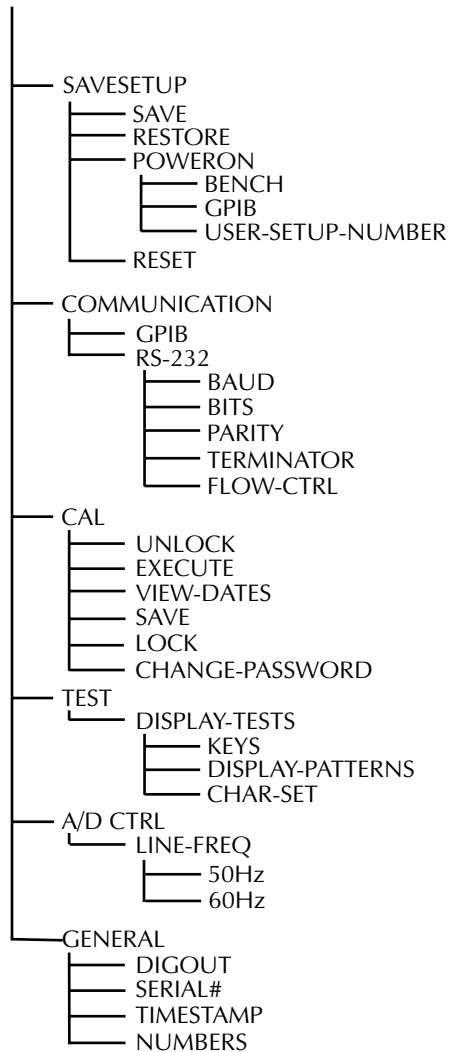 SAVESETUP
SAVE
RESTORE
POWERON
BENCH
GPIB
USER-SETUP-NUMBER
RESET
COMMUNICATION
GPIB
RS-232
BAUD
BITS
PARITY
TERMINATOR
FLOW-CTRL
CAL
UNLOCK
EXECUTE
VIEW-DATES
SAVE
LOCK
CHANGE-PASSWORD
TEST
DISPLAY-TESTS
KEYS
DISPLAY-PATTERNS
CHAR-SET
A/D CTRL
LINE-FREQ
50Hz
60Hz
GENERAL
DIGOUT
SERIAL#
TIMESTAMP
NUMBERS